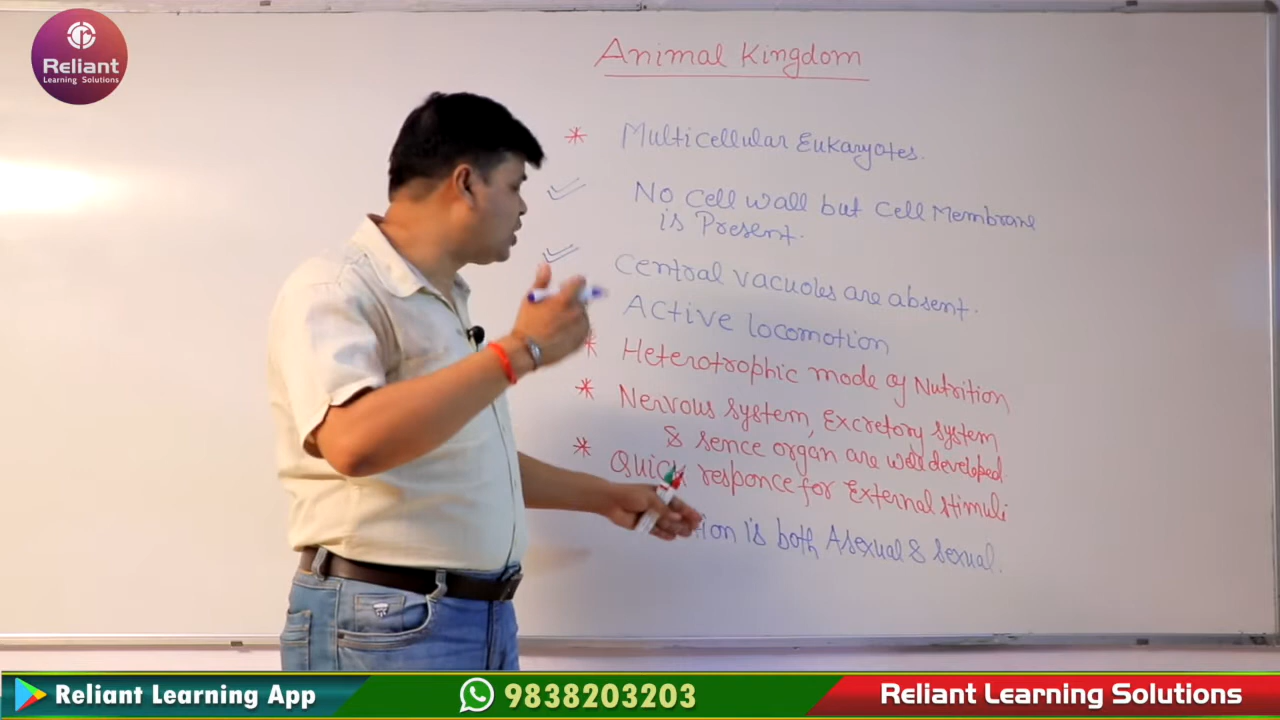 Reliant
Learning Solutions
Animal Kingdom
* Multicellular Eukaryotes.
No Cell wall but Cell Membrane
is Present.
Central vacuoles are absent.
Active locomotion
* Heterotrophic mode of Nutrition
* Nervous system, Excretory system
& sence organ are well developed.
* Quick responce for External stimuli
is both Asexual & sexual.
Reliant Learning App
9838203203
Reliant Learning Solutions